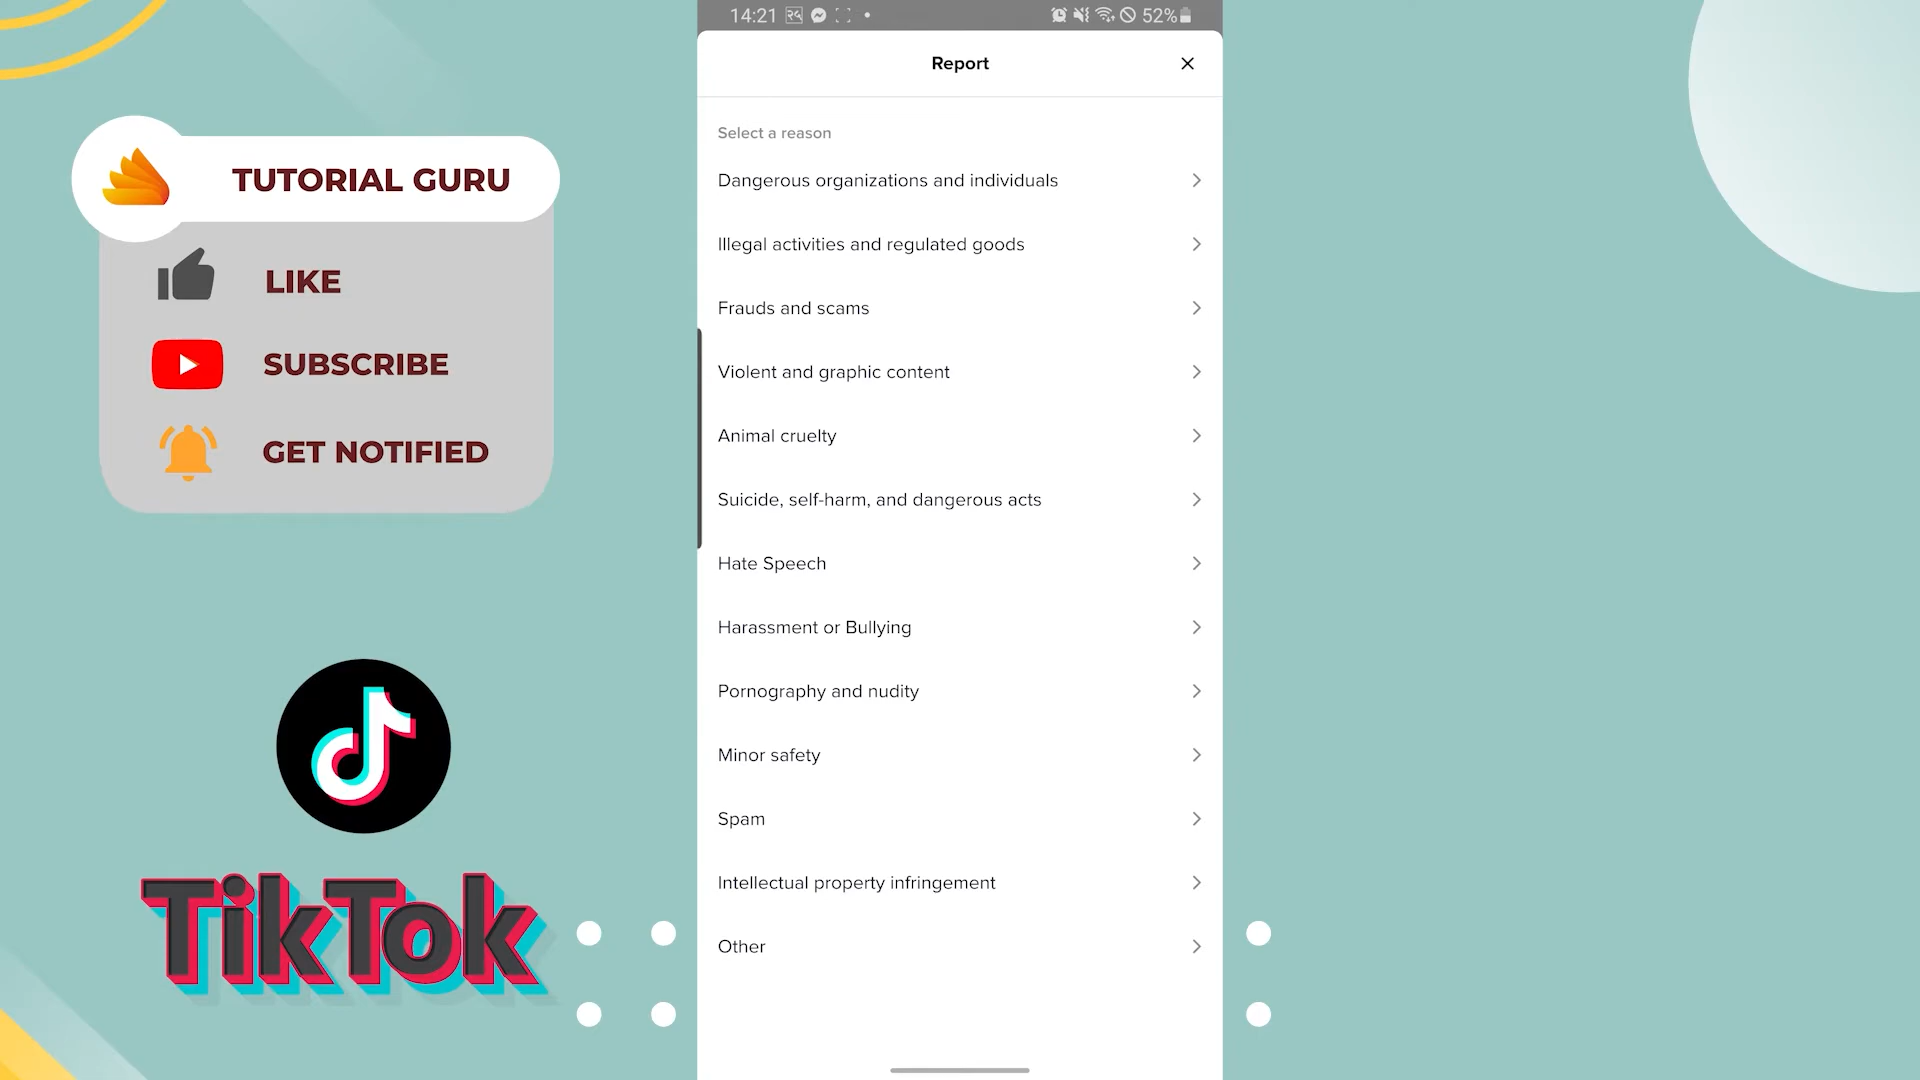 TUTORIAL GURU
LIKE
SUBSCRIBE
GET NOTIFIED
TikTok
14:21
52%
Report
Select a reason
Dangerous organizations and individuals
Illegal activities and regulated goods
Frauds and scams
Violent and graphic content
Animal cruelty
Suicide, self-harm, and dangerous acts
Hate Speech
Harassment or Bullying
Pornography and nudity
Minor safety
Spam
Intellectual property infringement
Other